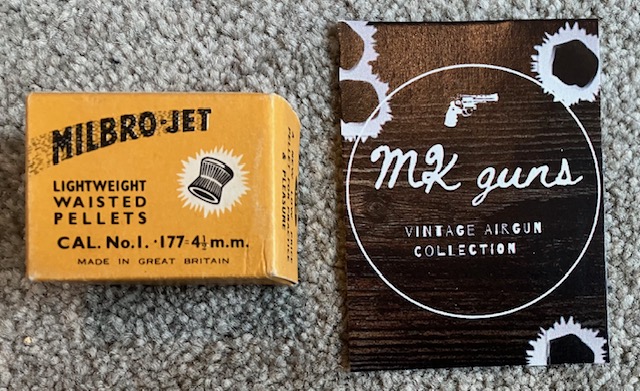 MILBRO-JET
LIGHTWEIGHT
WAISTED
PELLETS
CAL. No.1. ·177=4½m.m.
MADE IN GREAT BRITAIN
& PLEASURE
MK guns
VINTAGE AIRGUN
COLLECTION